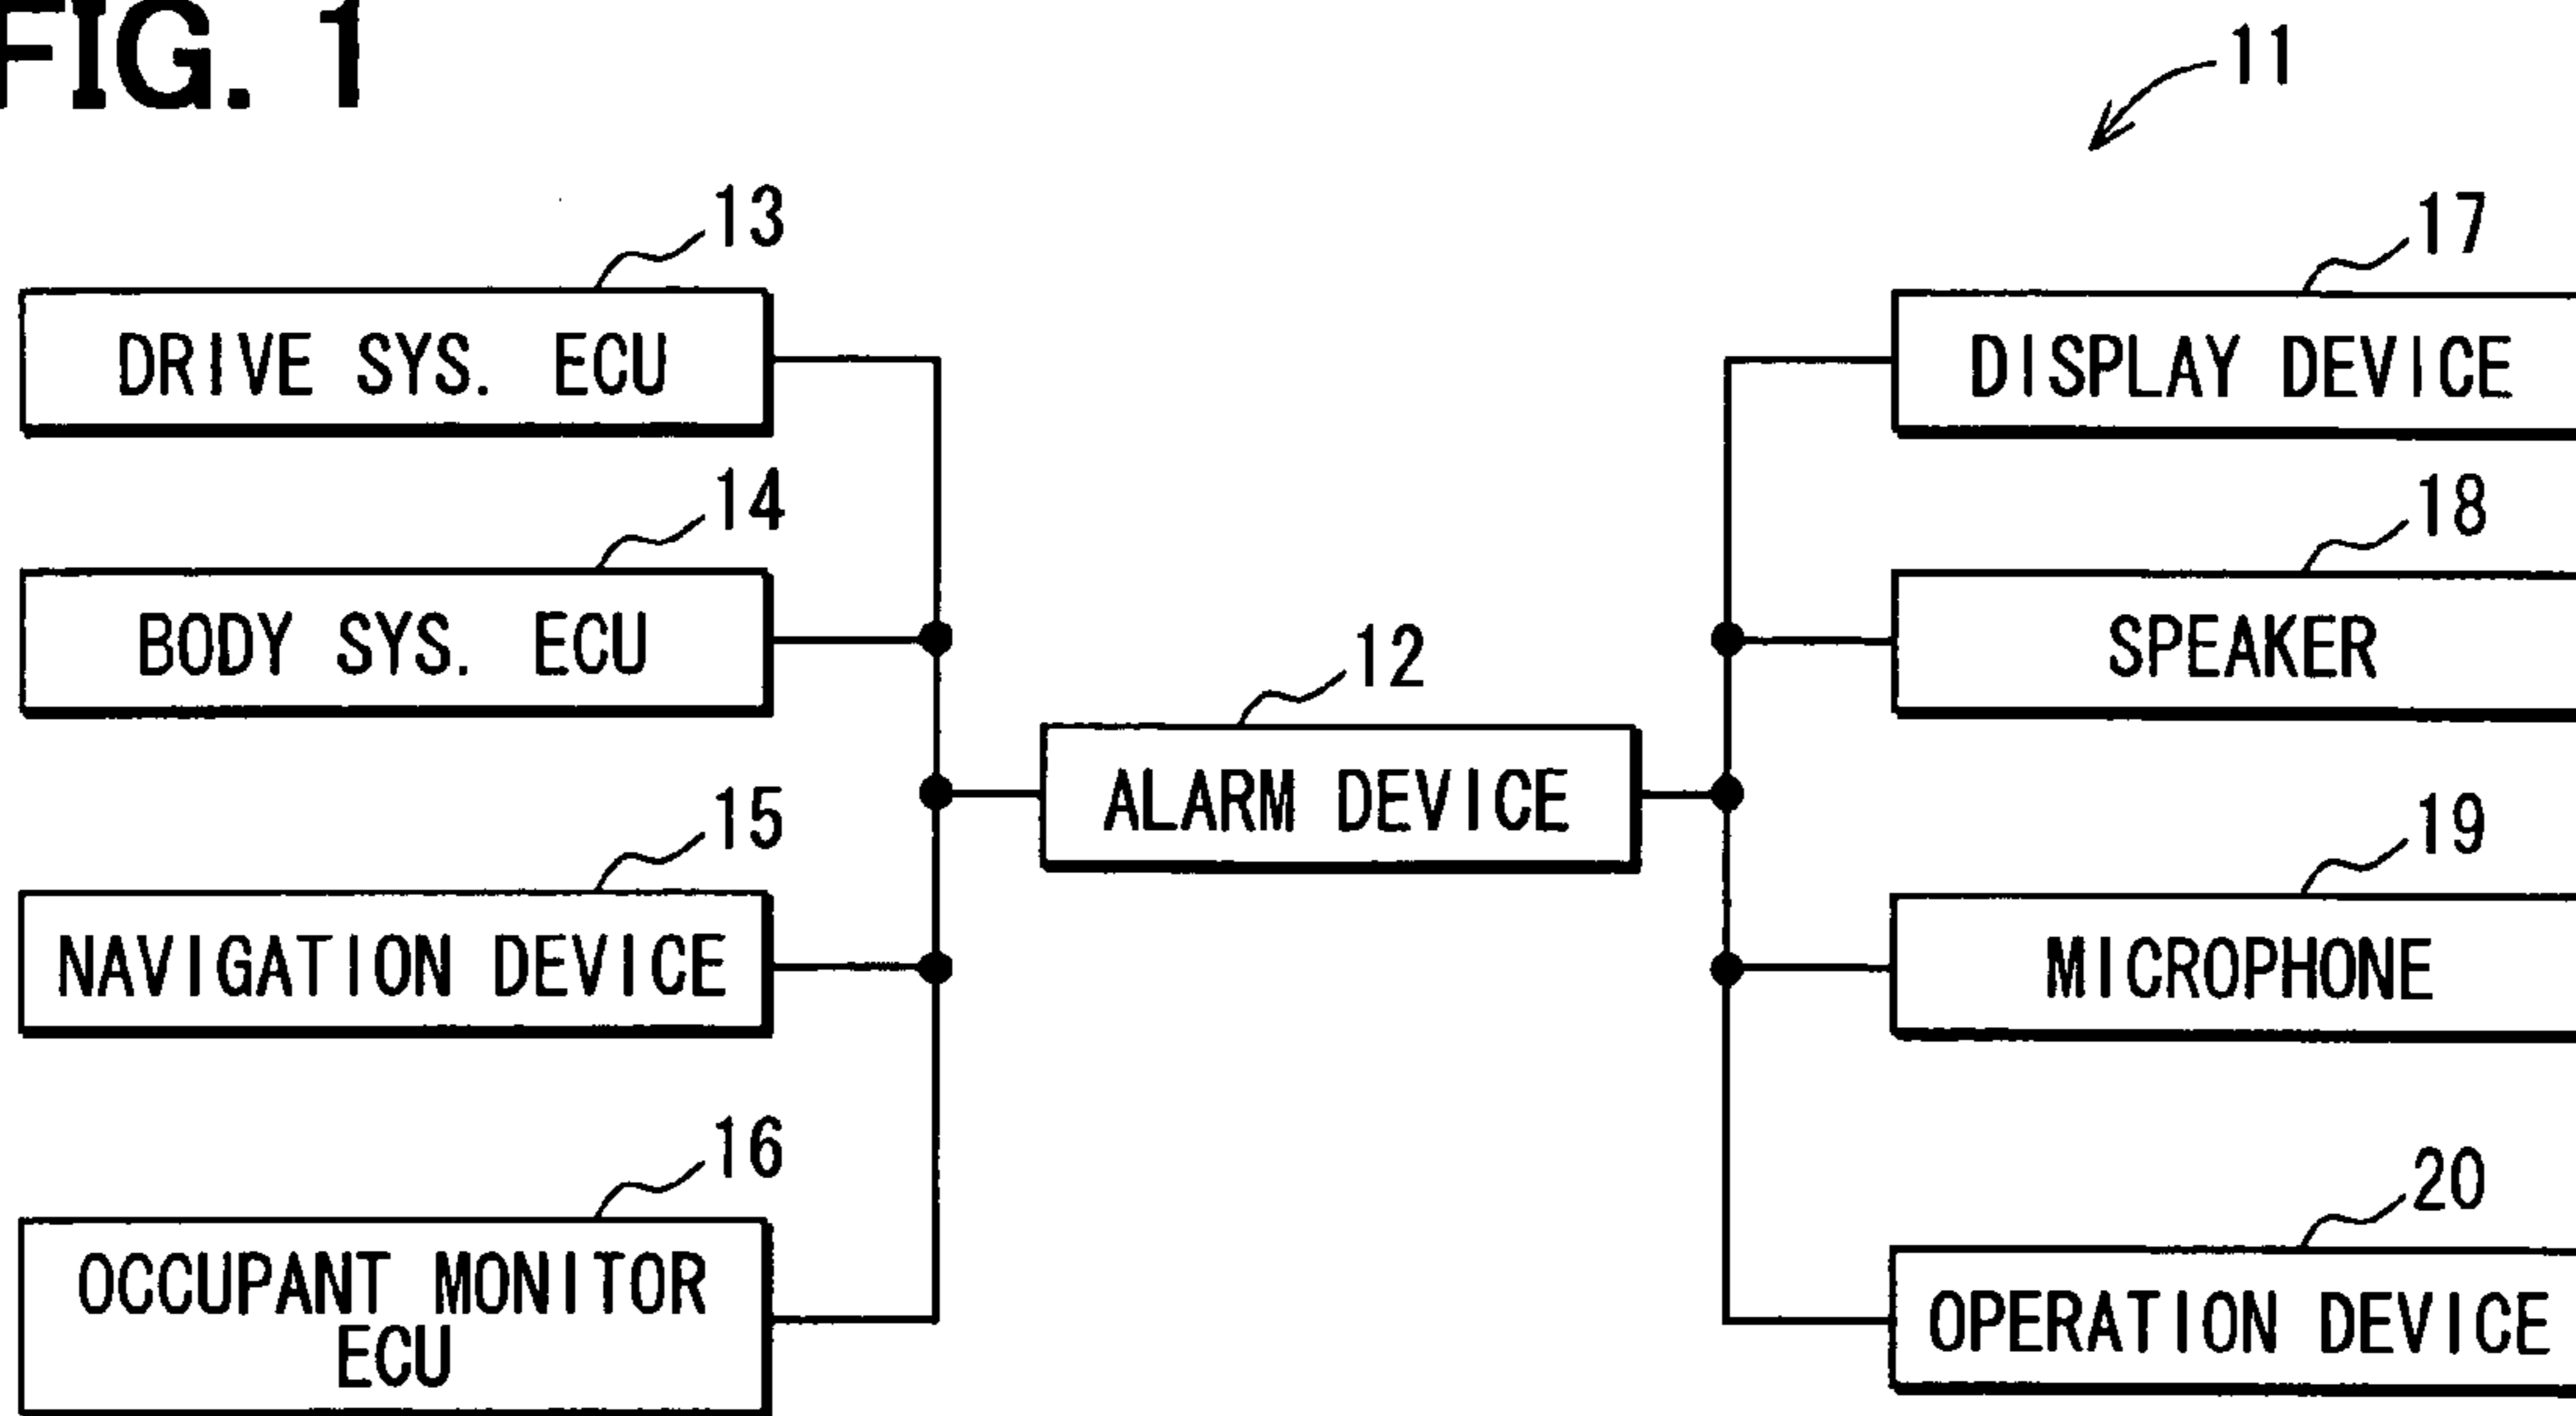 FIG. 1
11
13
DRIVE SYS. ECU
14
BODY SYS. ECU
15
NAVIGATION DEVICE
16
OCCUPANT MONITOR
ECU
12
ALARM DEVICE
17
DISPLAY DEVICE
18
SPEAKER
19
MICROPHONE
20
OPERATION DEVICE